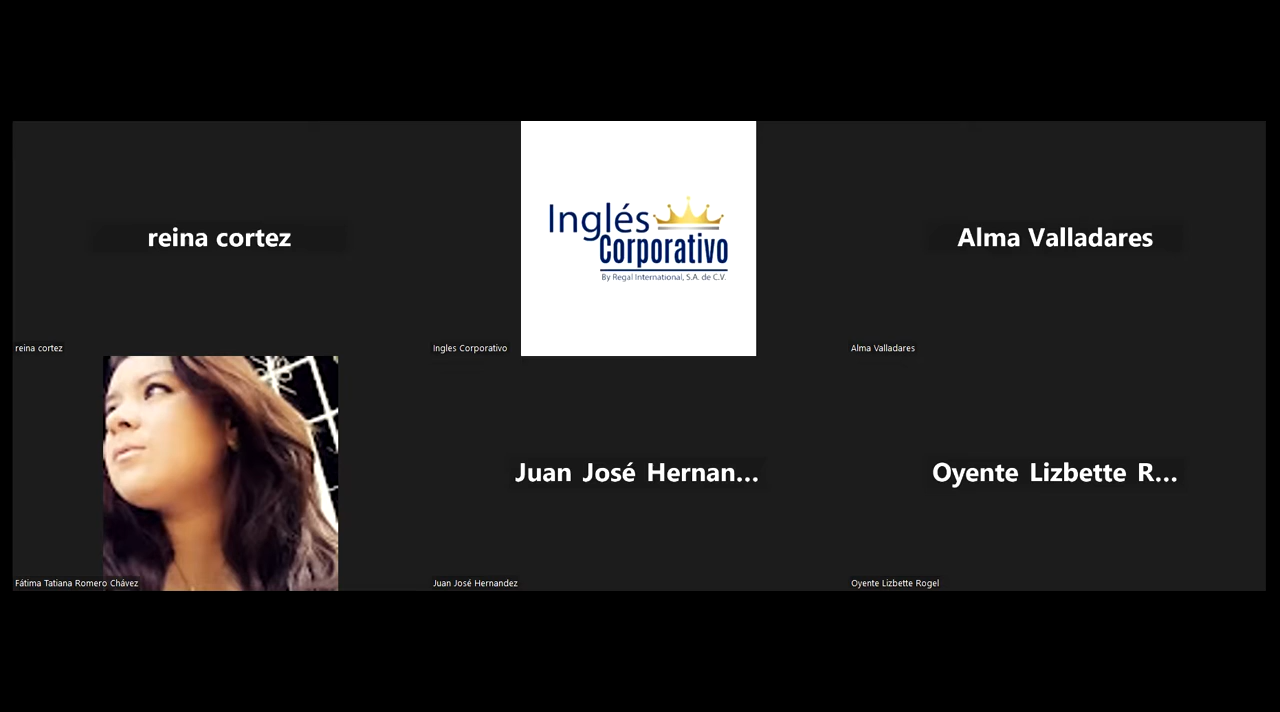 reina cortez
Inglés
Corporativo
By Regal International, S.A. de C.V.
Alma Valladares
reina cortez
Ingles Corporativo
Alma Valladares
Juan José Hernan...
Oyente Lizbette R...
Fátima Tatiana Romero Chávez
Juan José Hernandez
Oyente Lizbette Rogel